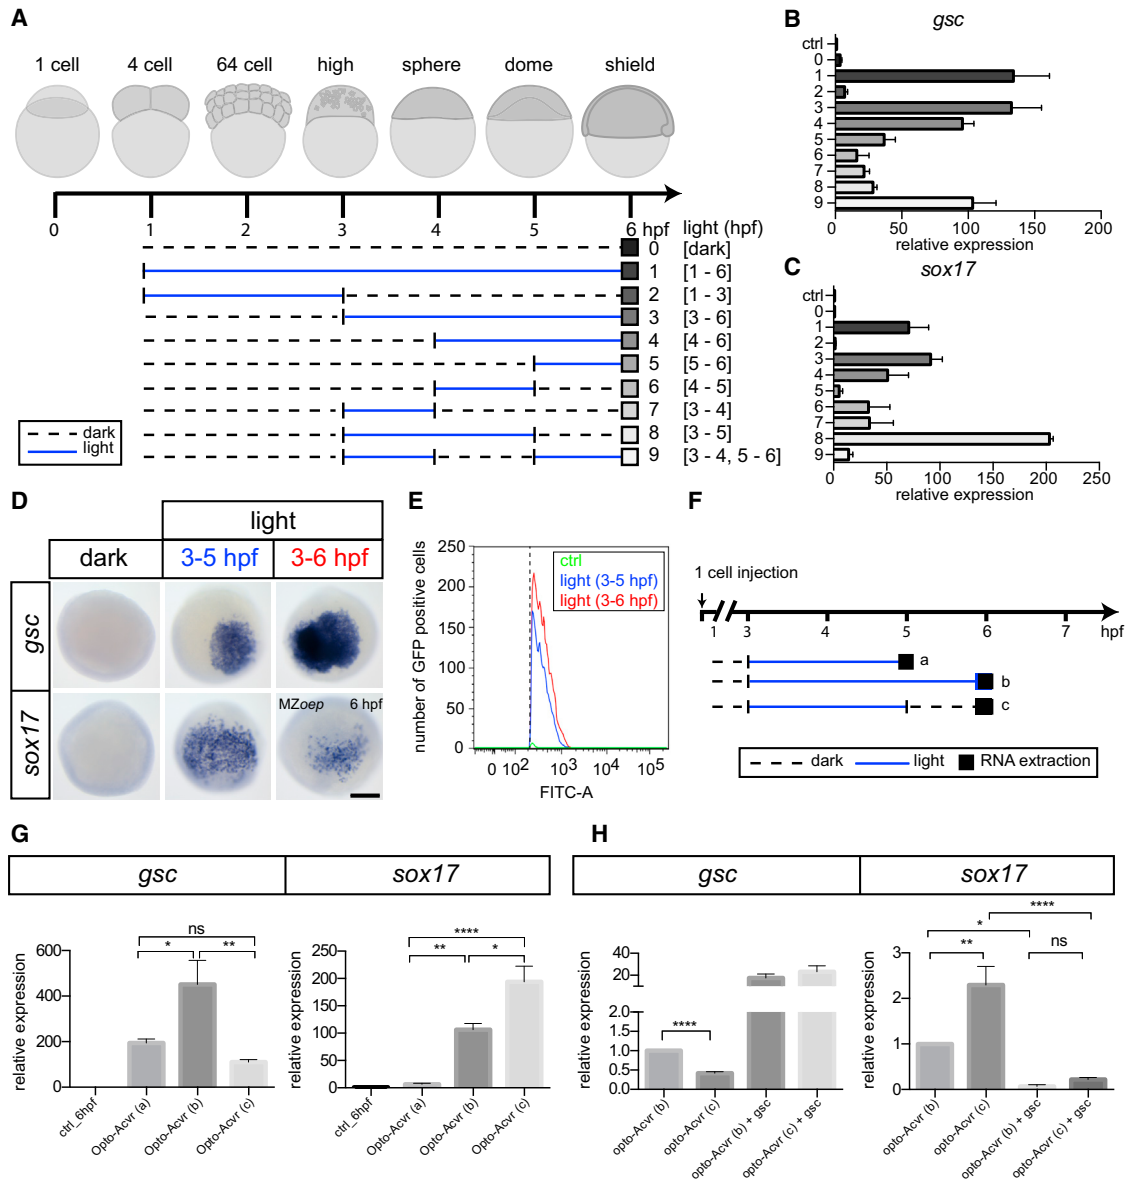 A
1 cell 4 cell 64 cell high sphere dome shield
0 1 2 3 4 5 6 hpf light (hpf)
0 [dark]
1 [1 - 6]
2 [1 - 3]
3 [3 - 6]
4 [4 - 6]
5 [5 - 6]
6 [4 - 5]
7 [3 - 4]
8 [3 - 5]
9 [3 - 4, 5 - 6]
dark
light
B
gsc
ctrl
0
1
2
3
4
5
6
7
8
9
0 50 100 150 200
relative expression
C
sox17
ctrl
0
1
2
3
4
5
6
7
8
9
0 50 100 150 200 250
relative expression
D
light
dark 3-5 hpf 3-6 hpf
gsc
sox17
MZoep 6 hpf
E
number of GFP positive cells
250
200
150
100
50
0
ctrl
light (3-5 hpf)
light (3-6 hpf)
0 10² 10³ 10⁴ 10⁵
FITC-A
F
1 cell injection
1 3 4 5 6 7 hpf
a
b
c
dark light RNA extraction
G
gsc
relative expression
600
400
200
0
ns
* **
ctrl_6hpf
Opto-Acvr (a)
Opto-Acvr (b)
Opto-Acvr (c)
sox17
relative expression
250
200
150
100
50
0
****
** *
ctrl_6hpf
Opto-Acvr (a)
Opto-Acvr (b)
Opto-Acvr (c)
H
gsc
relative expression
40
20
2.0
1.5
1.0
0.5
0.0
****
opto-Acvr (b)
opto-Acvr (c)
opto-Acvr (b) + gsc
opto-Acvr (c) + gsc
sox17
relative expression
3
2
1
0
****
*
** ns
opto-Acvr (b)
opto-Acvr (c)
opto-Acvr (b) + gsc
opto-Acvr (c) + gsc